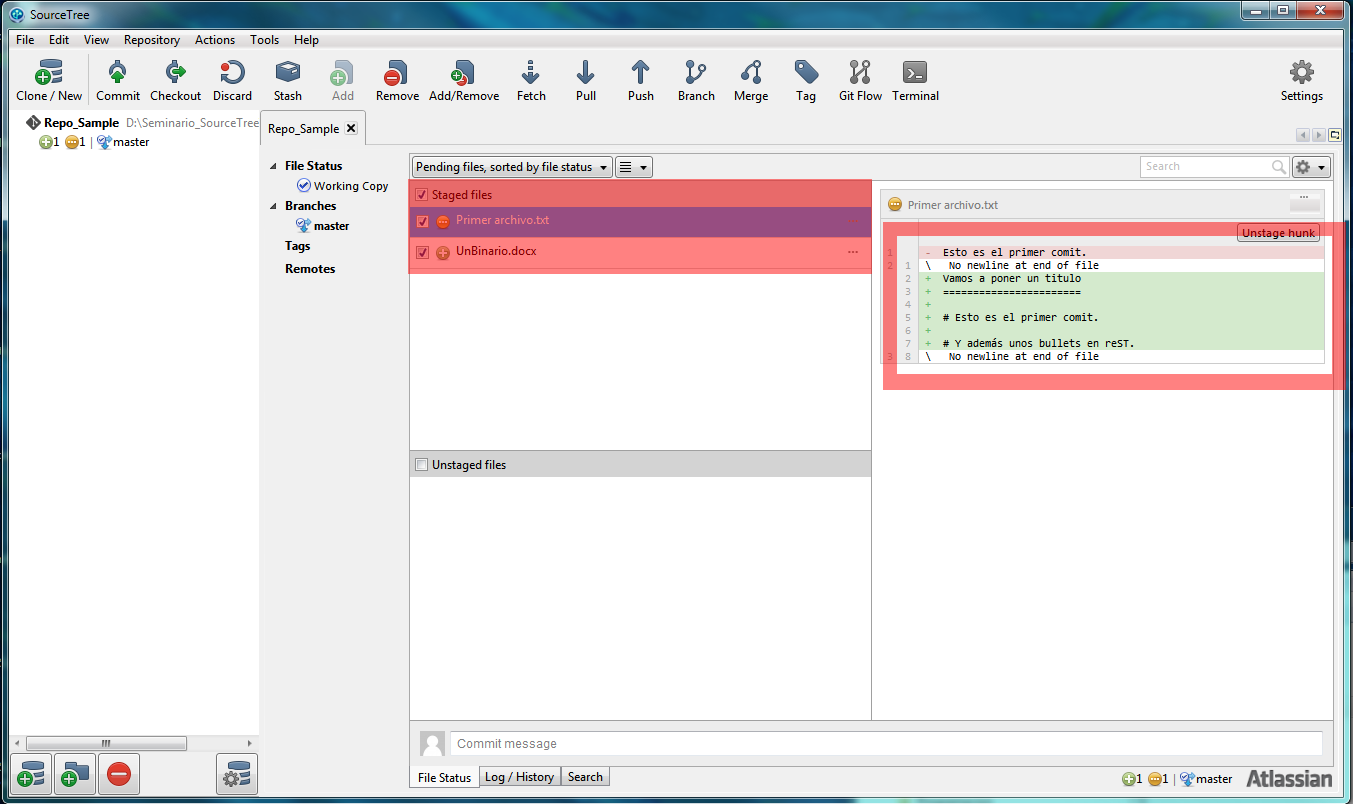 SourceTree
File Edit View Repository Actions Tools Help
Clone / New Commit Checkout Discard Stash Add Remove Add/Remove Fetch Pull Push Branch Merge Tag Git Flow Terminal Settings
Repo_Sample D:\Seminario_SourceTree
1 1 | master
Repo_Sample
File Status
Working Copy
Branches
master
Tags
Remotes
Pending files, sorted by file status
Search
Staged files
Primer archivo.txt
UnBinario.docx
Unstaged files
Primer archivo.txt
Unstage hunk
1 - Esto es el primer comit.
2 1 \ No newline at end of file
2 + Vamos a poner un titulo
3 + =======================
4 +
5 + # Esto es el primer comit.
6 +
7 + # Y además unos bullets en reST.
3 8 \ No newline at end of file
Commit message
File Status Log / History Search
1 1 | master Atlassian